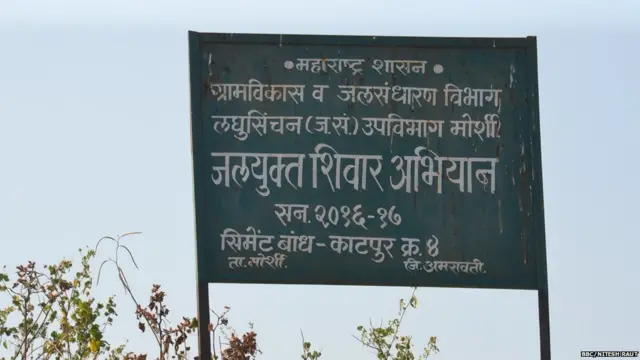 ●महाराष्ट्र शासन●
ग्रामविकास व जलसंधारण विभाग
लघुसिंचन(ज.सं)उपविभाग मोर्शी
जलयुक्त शिवार अभियान
सन.२०१६-१७
सिमेंट बांध-काटपुर क्र.४
ता.मोर्शी. जि.अमरावती.
BBC/NITESH RAUT